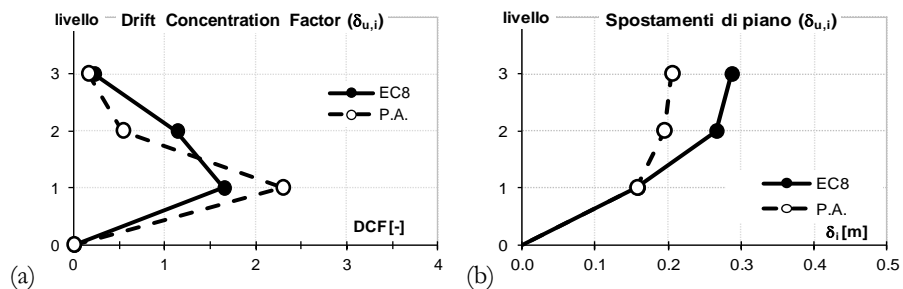 livello Drift Concentration Factor (δu,i)
3
2
1
0
0 1 2 3 4
EC8
P.A.
DCF[-]
(a)
livello Spostamenti di piano (δu,i)
3
2
1
0
0.0 0.1 0.2 0.3 0.4 0.5
EC8
P.A.
δi[m]
(b)